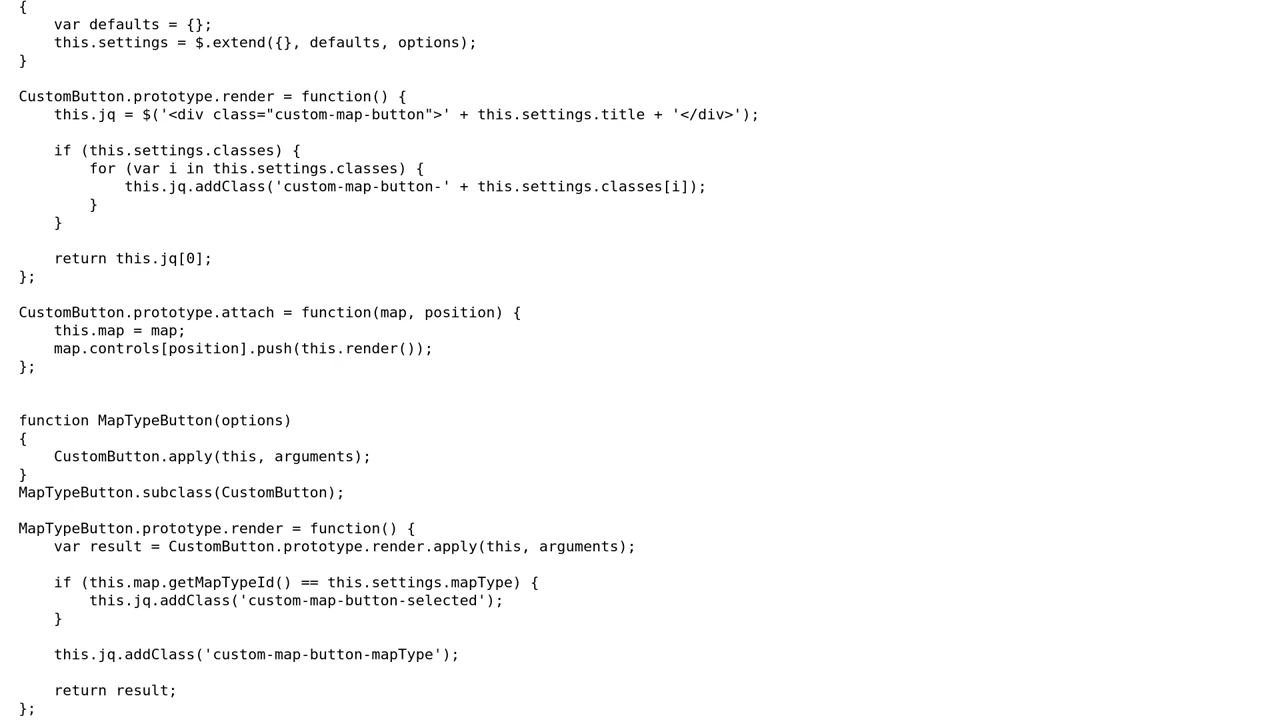 {
    var defaults = {};
    this.settings = $.extend({}, defaults, options);
}

CustomButton.prototype.render = function() {
    this.jq = $('<div class="custom-map-button">' + this.settings.title + '</div>');

    if (this.settings.classes) {
        for (var i in this.settings.classes) {
            this.jq.addClass('custom-map-button-' + this.settings.classes[i]);
        }
    }

    return this.jq[0];
};

CustomButton.prototype.attach = function(map, position) {
    this.map = map;
    map.controls[position].push(this.render());
};


function MapTypeButton(options)
{
    CustomButton.apply(this, arguments);
}
MapTypeButton.subclass(CustomButton);

MapTypeButton.prototype.render = function() {
    var result = CustomButton.prototype.render.apply(this, arguments);

    if (this.map.getMapTypeId() == this.settings.mapType) {
        this.jq.addClass('custom-map-button-selected');
    }

    this.jq.addClass('custom-map-button-mapType');

    return result;
};